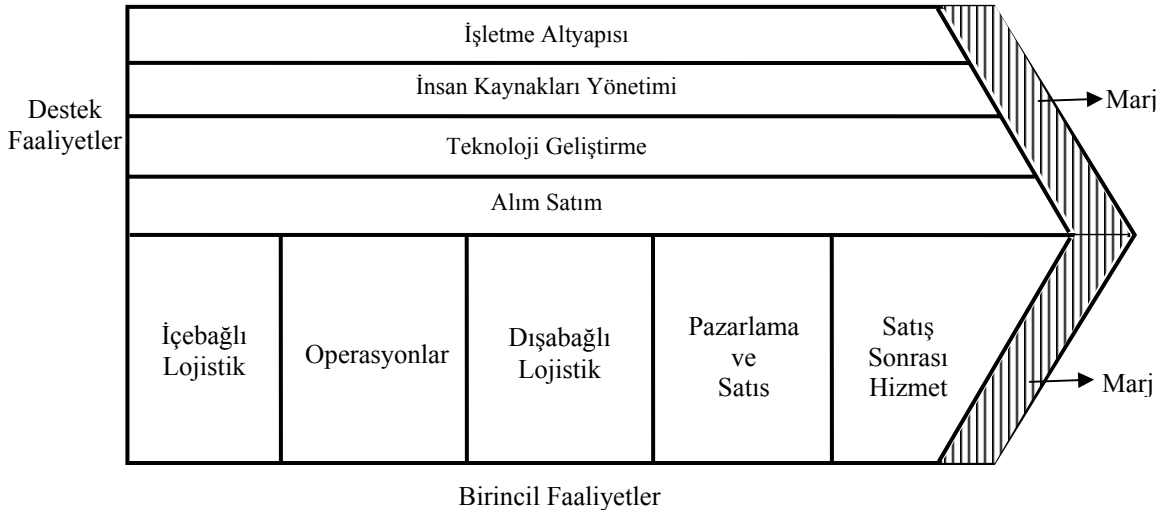 İşletme Altyapısı
İnsan Kaynakları Yönetimi
Destek
Faaliyetler
Teknoloji Geliştirme
Alım Satım
Marj
İçebağlı
Lojistik
Operasyonlar
Dışabağlı
Lojistik
Pazarlama
ve
Satıs
Satış
Sonrası
Hizmet
Marj
Birincil Faaliyetler